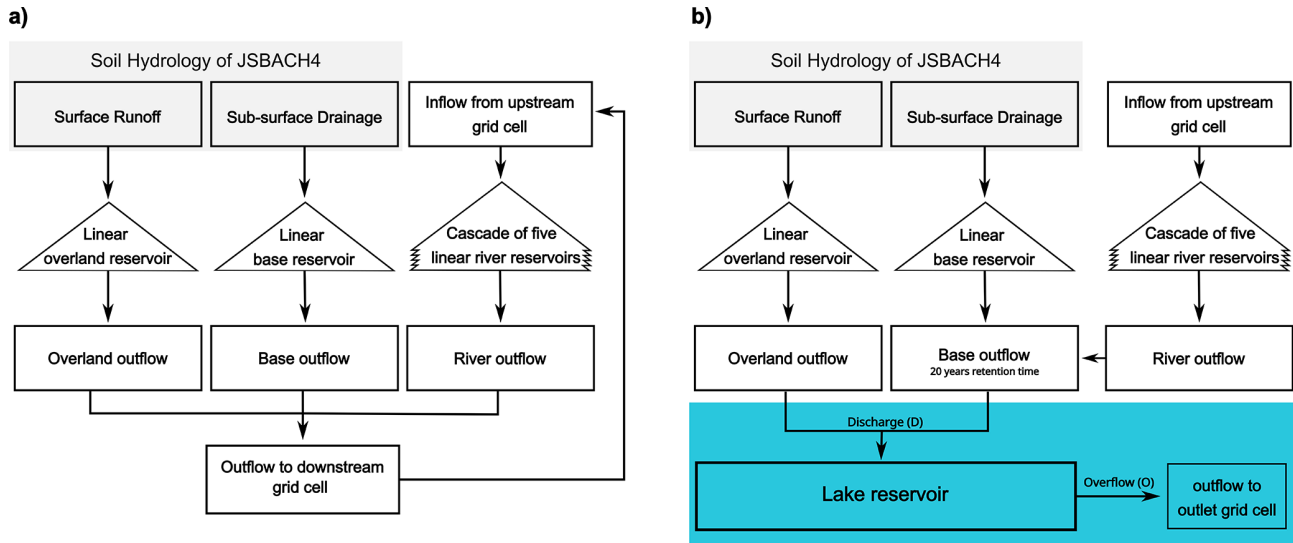 a)
Soil Hydrology of JSBACH4
Surface Runoff
Sub-surface Drainage
Inflow from upstream
grid cell
Linear
overland reservoir
Linear
base reservoir
Cascade of five
linear river reservoirs
Overland outflow
Base outflow
River outflow
Outflow to downstream
grid cell
b)
Soil Hydrology of JSBACH4
Surface Runoff
Sub-surface Drainage
Inflow from upstream
grid cell
Linear
overland reservoir
Linear
base reservoir
Cascade of five
linear river reservoirs
Overland outflow
Base outflow
20 years retention time
River outflow
Discharge (D)
Lake reservoir
Overflow (O)
outflow to
outlet grid cell